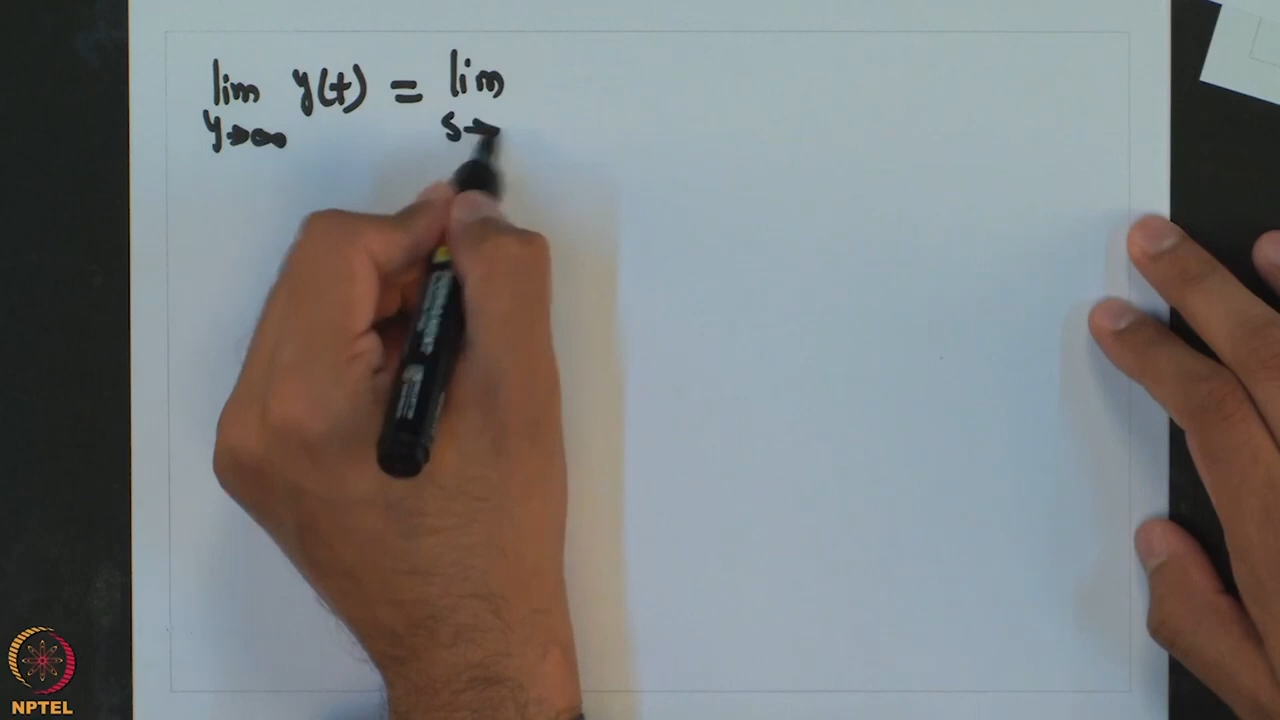 lim y(t) = lim
y→∞ s→
NPTEL